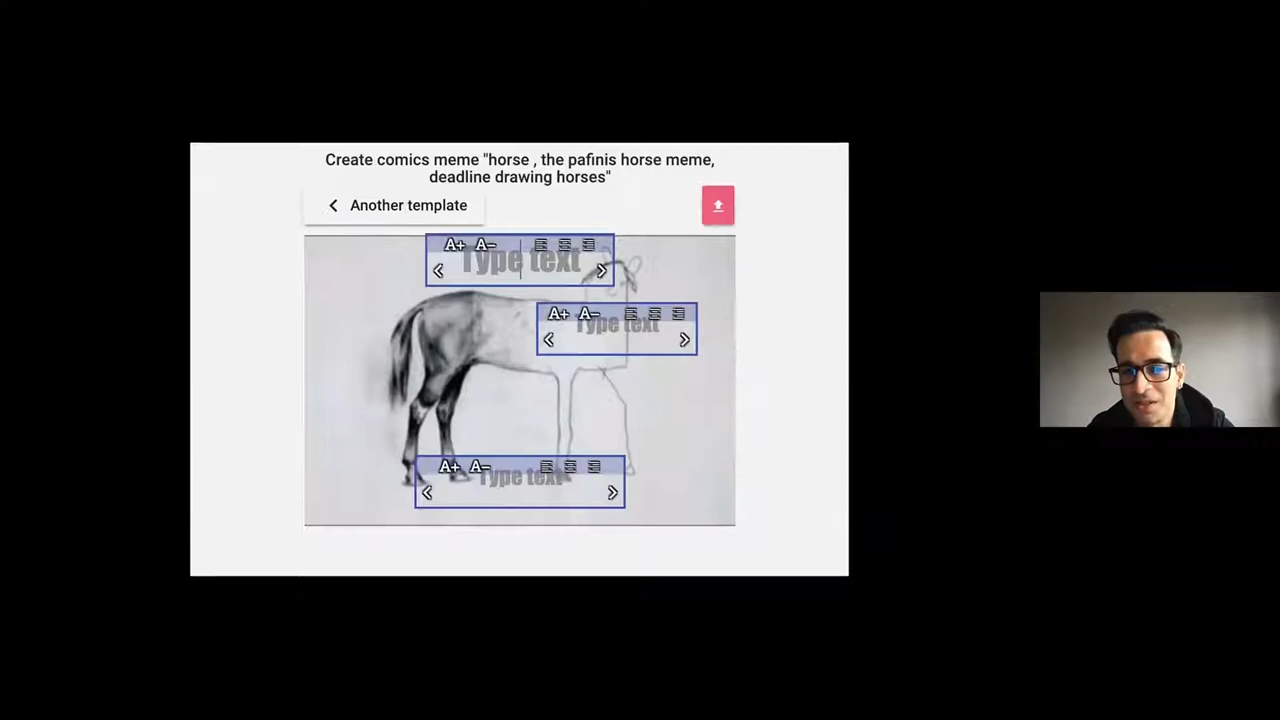 Create comics meme "horse , the pafinis horse meme,
deadline drawing horses"
Another template
A+ A-
Type text
A+ A-
Type text
A+ A-
Type text